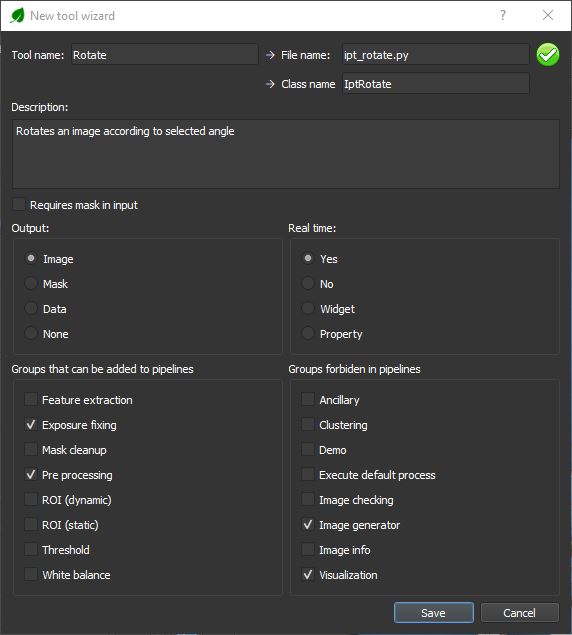 New tool wizard
Tool name: Rotate → File name: ipt_rotate.py
→ Class name IptRotate
Description:
Rotates an image according to selected angle
Requires mask in input
Output:
Image
Mask
Data
None
Real time:
Yes
No
Widget
Property
Groups that can be added to pipelines
Feature extraction
Exposure fixing
Mask cleanup
Pre processing
ROI (dynamic)
ROI (static)
Threshold
White balance
Groups forbiden in pipelines
Ancillary
Clustering
Demo
Execute default process
Image checking
Image generator
Image info
Visualization
Save
Cancel